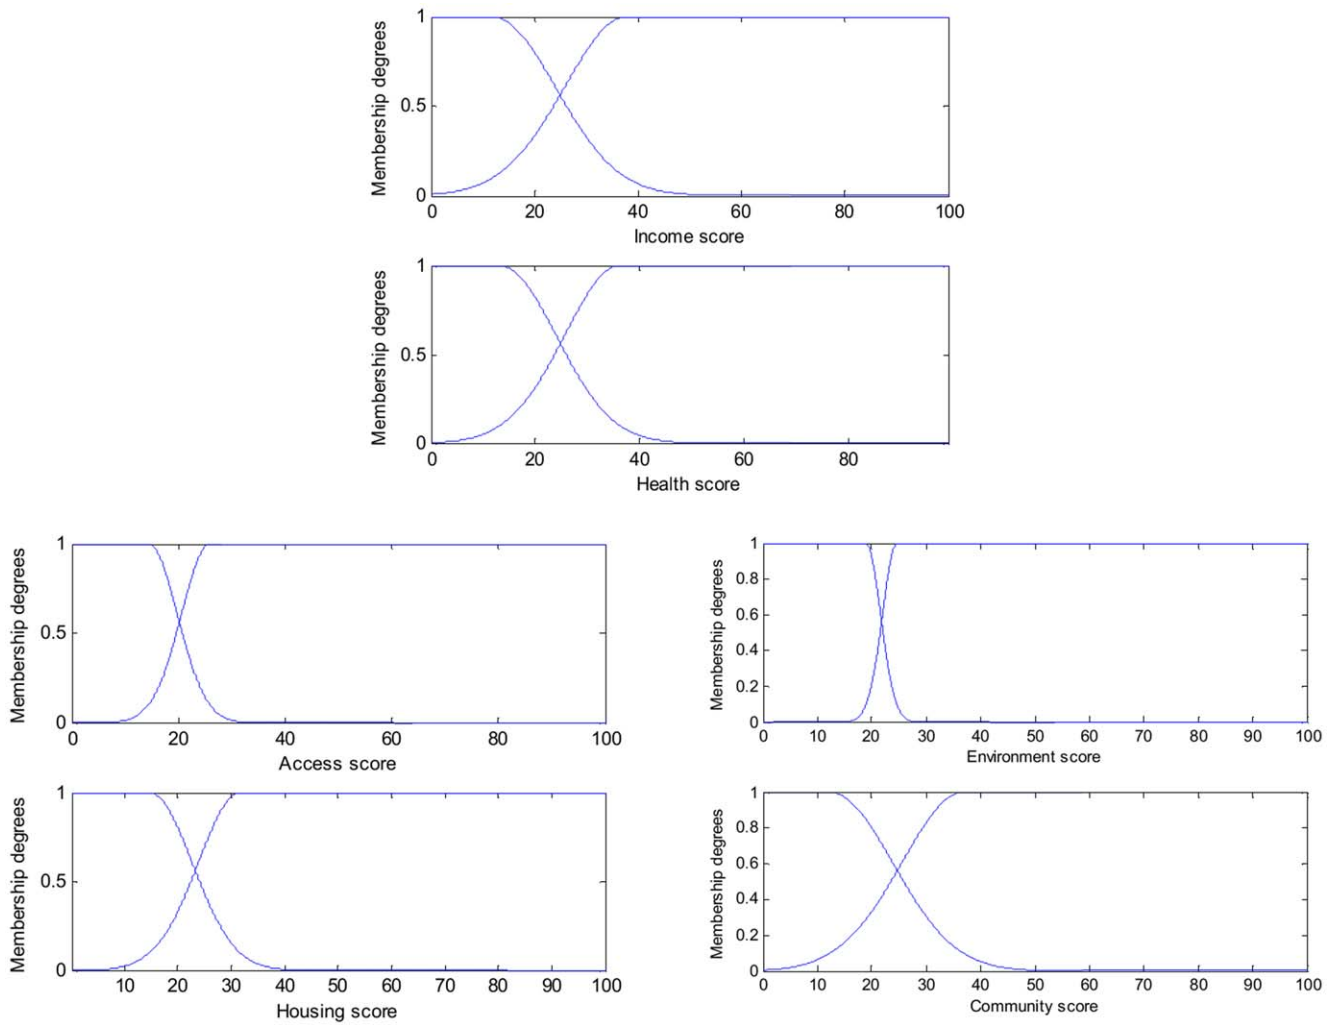 Membership degrees
1
0.5
0
0 20 40 60 80 100
Income score
Membership degrees
1
0.5
0
0 20 40 60 80
Health score
Membership degrees
1
0.5
0
0 20 40 60 80 100
Access score
Membership degrees
1
0.8
0.6
0.4
0.2
0
0 10 20 30 40 50 60 70 80 90 100
Environment score
Membership degrees
1
0.5
0
10 20 30 40 50 60 70 80 90 100
Housing score
Membership degrees
1
0.8
0.6
0.4
0.2
0
0 10 20 30 40 50 60 70 80 90 100
Community score